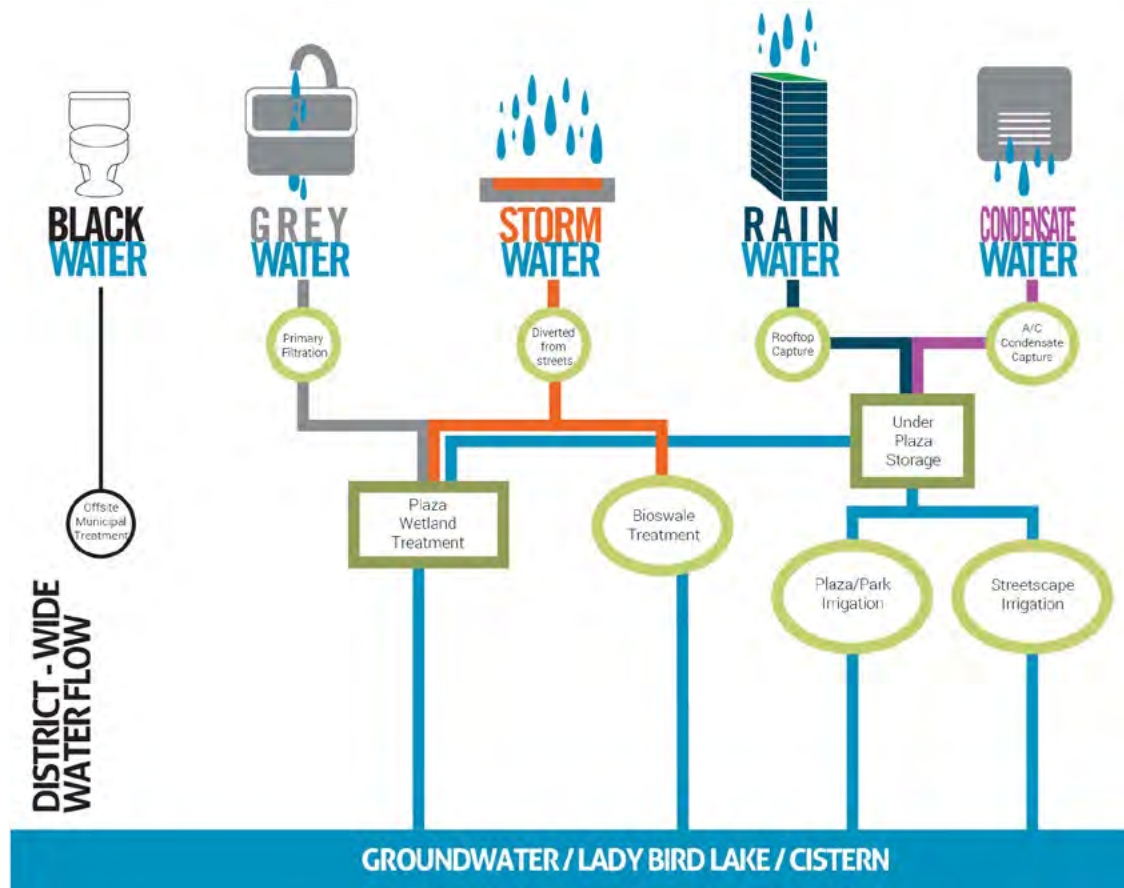 BLACK
WATER
GREY
WATER
STORM
WATER
RAIN
WATER
CONDENSATE
WATER
Primary
Filtration
Diverted
from
streets
Rooftop
Capture
A/C
Condensate
Capture
Under
Plaza
Storage
Offsite
Municipal
Treatment
Plaza
Wetland
Treatment
Bioswale
Treatment
Plaza/Park
Irrigation
Streetscape
Irrigation
DISTRICT - WIDE
WATER FLOW
GROUNDWATER / LADY BIRD LAKE / CISTERN